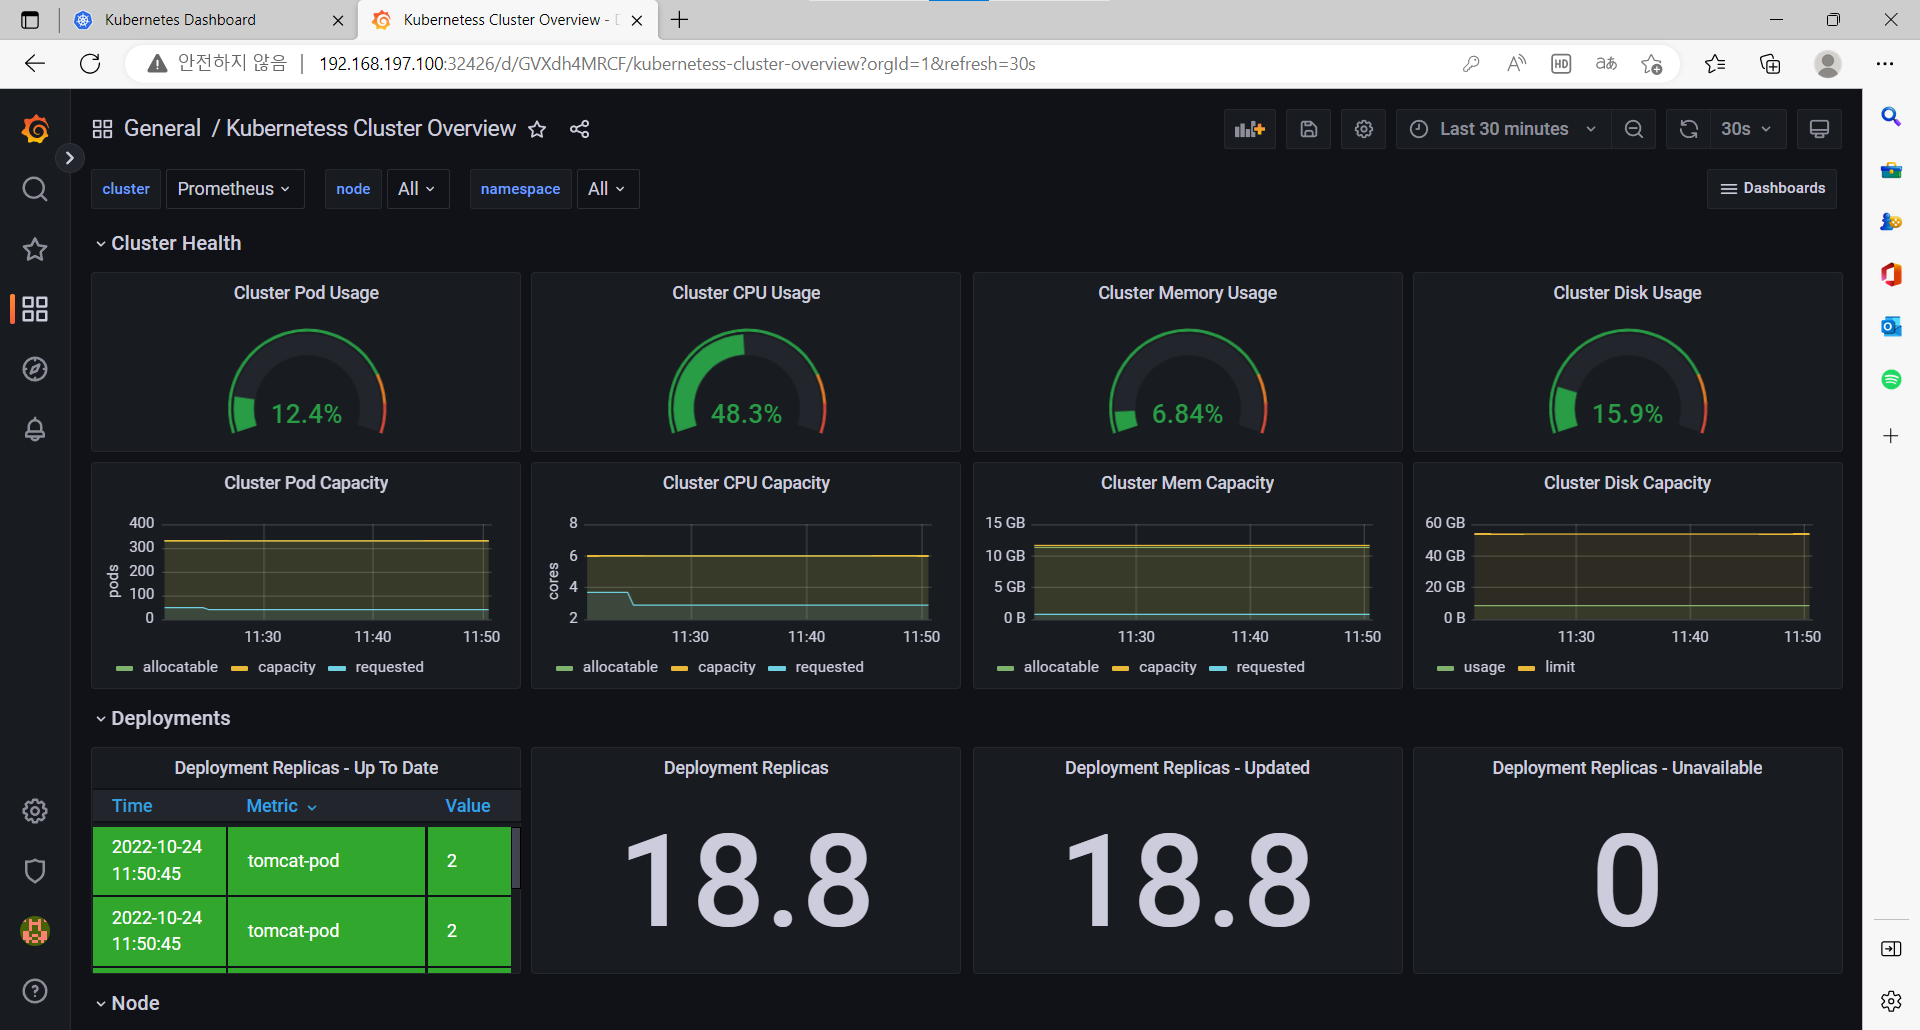 Kubernetes Dashboard
Kubernetess Cluster Overview -
안전하지 않음 | 192.168.197.100:32426/d/GVXdh4MRCF/kubernetess-cluster-overview?orgId=1&refresh=30s
HD
aあ
General / Kubernetess Cluster Overview
Last 30 minutes
30s
cluster Prometheus node All namespace All
Dashboards
Cluster Health
Cluster Pod Usage
12.4%
Cluster CPU Usage
48.3%
Cluster Memory Usage
6.84%
Cluster Disk Usage
15.9%
Cluster Pod Capacity
pods
400
300
200
100
0
11:30 11:40 11:50
allocatable capacity requested
Cluster CPU Capacity
cores
8
6
4
2
11:30 11:40 11:50
allocatable capacity requested
Cluster Mem Capacity
15 GB
10 GB
5 GB
0 B
11:30 11:40 11:50
allocatable capacity requested
Cluster Disk Capacity
60 GB
40 GB
20 GB
0 B
11:30 11:40 11:50
usage limit
Deployments
Deployment Replicas - Up To Date
Time Metric Value
2022-10-24
11:50:45
tomcat-pod
2
2022-10-24
11:50:45
tomcat-pod
2
Deployment Replicas
18.8
Deployment Replicas - Updated
18.8
Deployment Replicas - Unavailable
0
Node